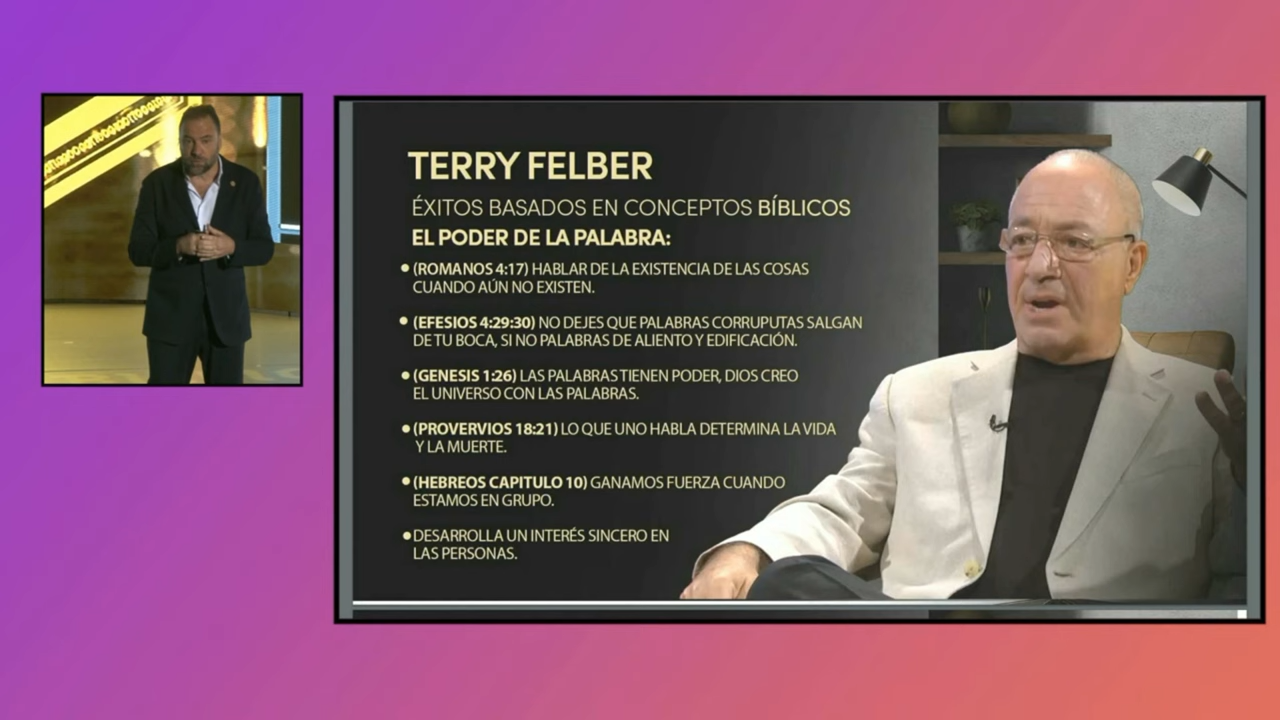 TERRY FELBER
ÉXITOS BASADOS EN CONCEPTOS BÍBLICOS
EL PODER DE LA PALABRA:
• (ROMANOS 4:17) HABLAR DE LA EXISTENCIA DE LAS COSAS
CUANDO AÚN NO EXISTEN.
• (EFESIOS 4:29:30) NO DEJES QUE PALABRAS CORRUPUTAS SALGAN
DE TU BOCA, SI NO PALABRAS DE ALIENTO Y EDIFICACIÓN.
• (GENESIS 1:26) LAS PALABRAS TIENEN PODER, DIOS CREO
EL UNIVERSO CON LAS PALABRAS.
• (PROVERVIOS 18:21) LO QUE UNO HABLA DETERMINA LA VIDA
Y LA MUERTE.
• (HEBREOS CAPITULO 10) GANAMOS FUERZA CUANDO
ESTAMOS EN GRUPO.
• DESARROLLA UN INTERÉS SINCERO EN
LAS PERSONAS.